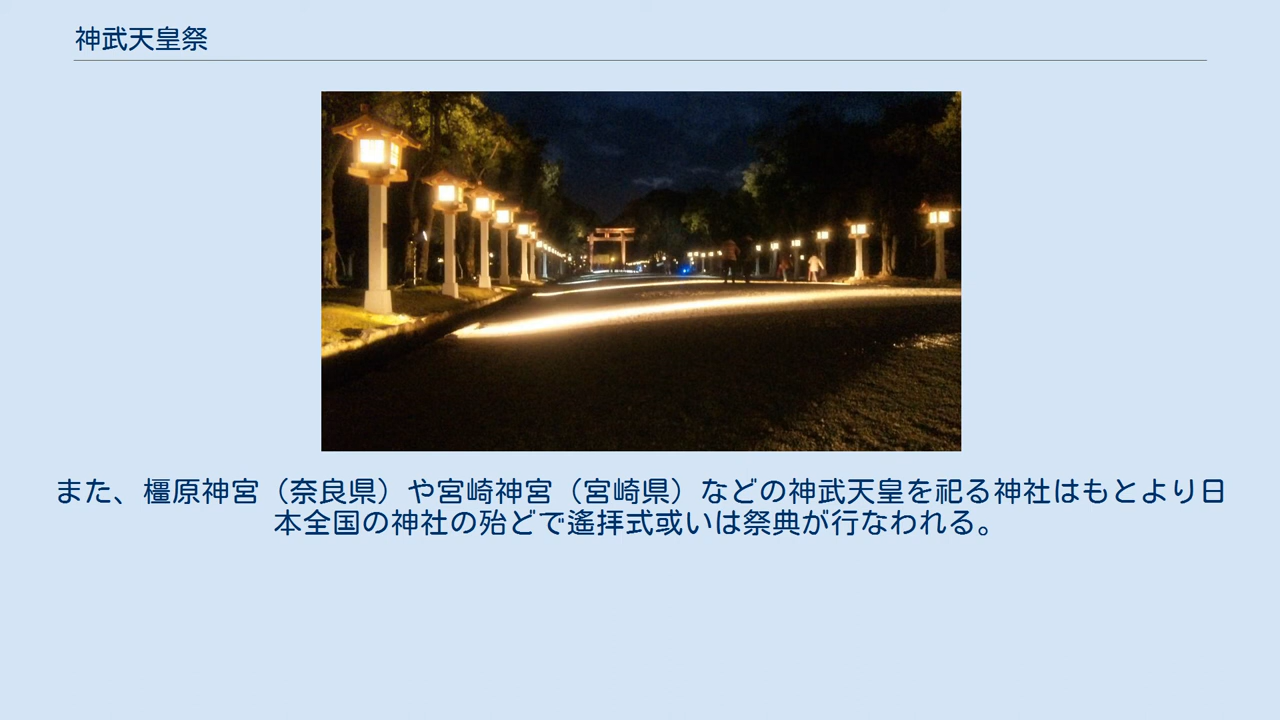 神武天皇祭
また、橿原神宮（奈良県）や宮崎神宮（宮崎県）などの神武天皇を祀る神社はもとより日
本全国の神社の殆どで遙拝式或いは祭典が行なわれる。